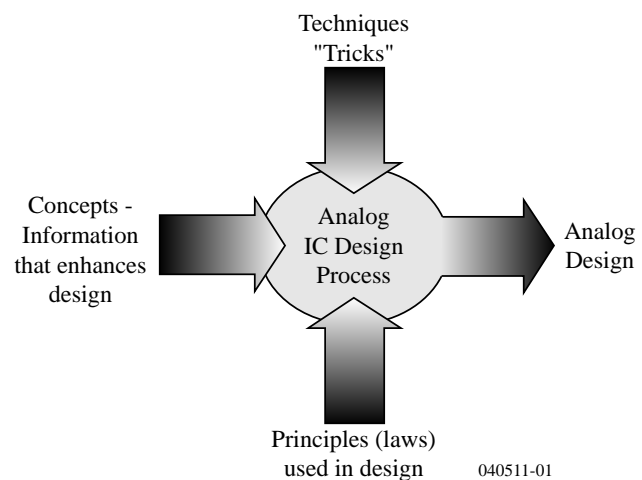 Techniques
"Tricks"
Concepts -
Information
that enhances
design
Analog
IC Design
Process
Analog
Design
Principles (laws)
used in design
040511-01